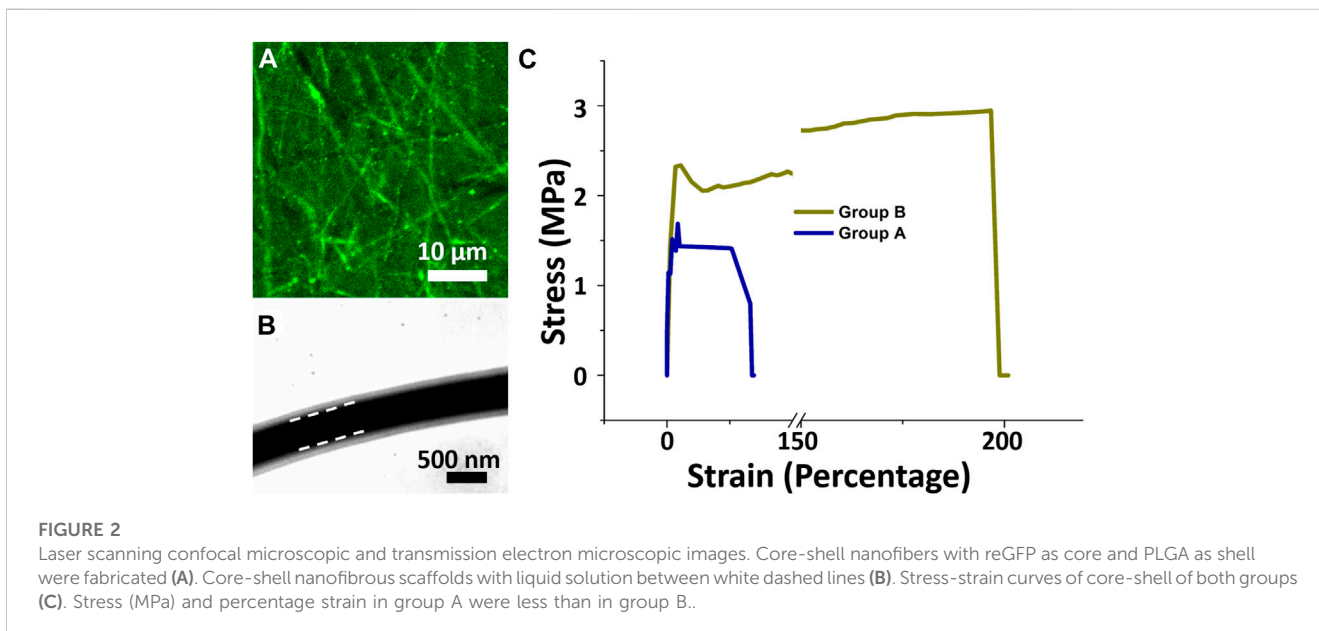 A
10 μm
B
500 nm
C
Stress (MPa)
3
2
1
0
Group B
Group A
0
150
200
Strain (Percentage)
FIGURE 2
Laser scanning confocal microscopic and transmission electron microscopic images. Core-shell nanofibers with reGFP as core and PLGA as shell
were fabricated (A). Core-shell nanofibrous scaffolds with liquid solution between white dashed lines (B). Stress-strain curves of core-shell of both groups
(C). Stress (MPa) and percentage strain in group A were less than in group B..